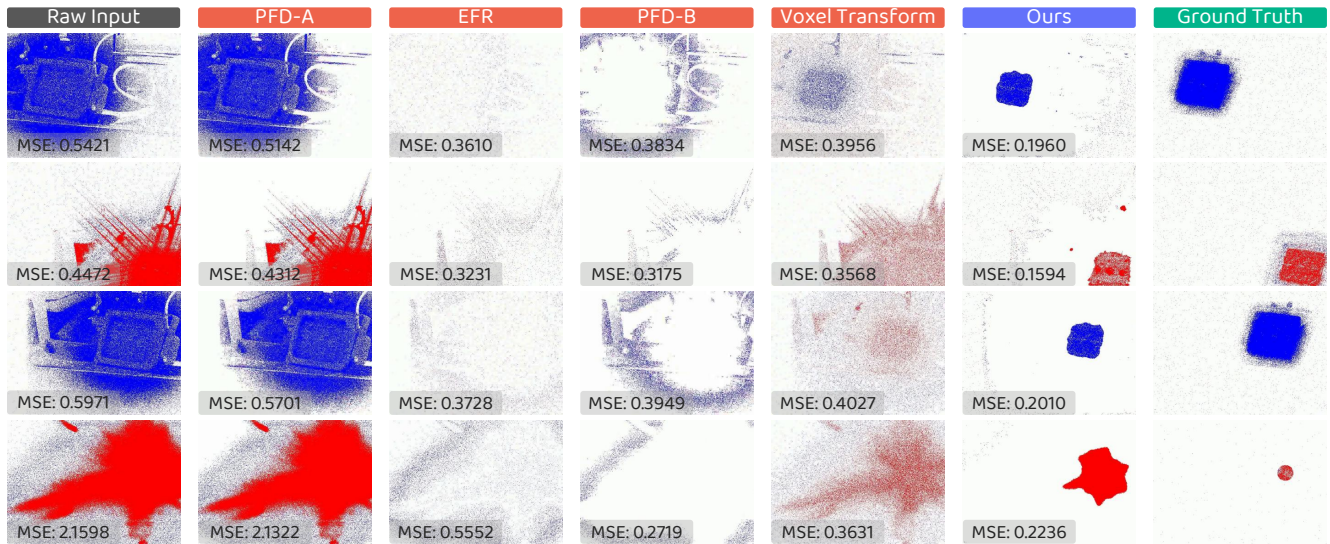 Raw Input PFD-A EFR PFD-B Voxel Transform Ours Ground Truth
MSE: 0.5421 MSE: 0.5142 MSE: 0.3610 MSE: 0.3834 MSE: 0.3956 MSE: 0.1960
MSE: 0.4472 MSE: 0.4312 MSE: 0.3231 MSE: 0.3175 MSE: 0.3568 MSE: 0.1594
MSE: 0.5971 MSE: 0.5701 MSE: 0.3728 MSE: 0.3949 MSE: 0.4027 MSE: 0.2010
MSE: 2.1598 MSE: 2.1322 MSE: 0.5552 MSE: 0.2719 MSE: 0.3631 MSE: 0.2236